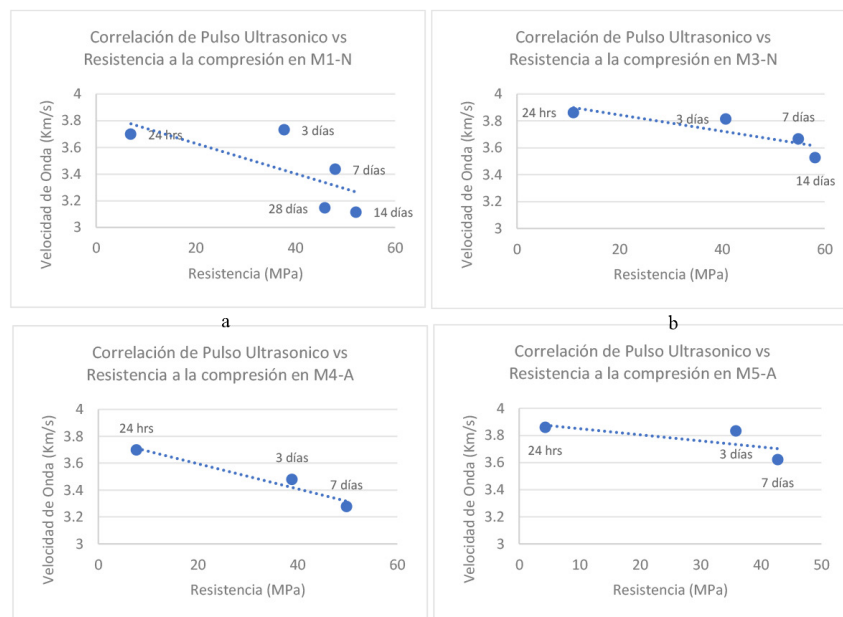 Correlación de Pulso Ultrasonico vs
Resistencia a la compresión en M1-N
Velocidad de Onda (Km/s)
4
3.8
3.6
3.4
3.2
3
24 hrs
3 días
7 días
28 días
14 días
0
20
40
60
Resistencia (MPa)
a
Correlación de Pulso Ultrasonico vs
Resistencia a la compresión en M3-N
Velocidad de Onda (Km/s)
4
3.8
3.6
3.4
3.2
3
24 hrs
3 días
7 días
14 días
0
20
40
60
Resistencia (MPa)
b
Correlación de Pulso Ultrasonico vs
Resistencia a la compresión en M4-A
Velocidad de Onda (Km/s)
4
3.8
3.6
3.4
3.2
3
24 hrs
3 días
7 días
0
20
40
60
Resistencia (MPa)
Correlación de Pulso Ultrasonico vs
Resistencia a la compresión en M5-A
Velocidad de Onda (Km/s)
4
3.8
3.6
3.4
3.2
3
24 hrs
3 días
7 días
0
10
20
30
40
50
Resistencia (MPa)